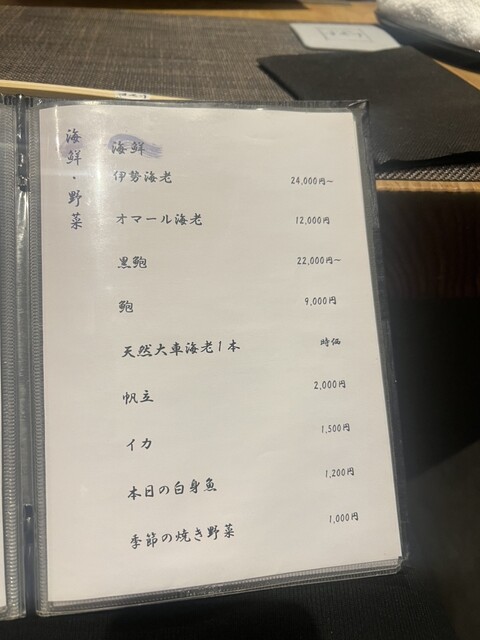 海鮮・野菜
海鮮
伊勢海老 24,000円~
オマール海老 12,000円
黒鮑 22,000円~
鮑 9,000円
天然大車海老1本 時価
帆立 2,000円
イカ 1,500円
本日の白身魚 1,200円
季節の焼き野菜 1,000円